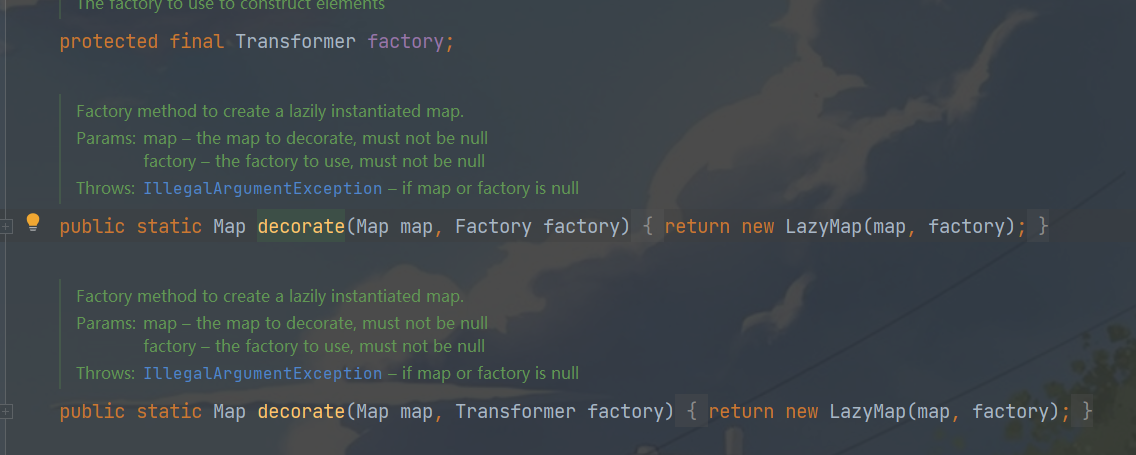 The factory to use to construct elements
protected final Transformer factory;
Factory method to create a lazily instantiated map.
Params: map – the map to decorate, must not be null
factory – the factory to use, must not be null
Throws: IllegalArgumentException – if map or factory is null
public static Map decorate(Map map, Factory factory) { return new LazyMap(map, factory); }
Factory method to create a lazily instantiated map.
Params: map – the map to decorate, must not be null
factory – the factory to use, must not be null
Throws: IllegalArgumentException – if map or factory is null
public static Map decorate(Map map, Transformer factory) { return new LazyMap(map, factory); }